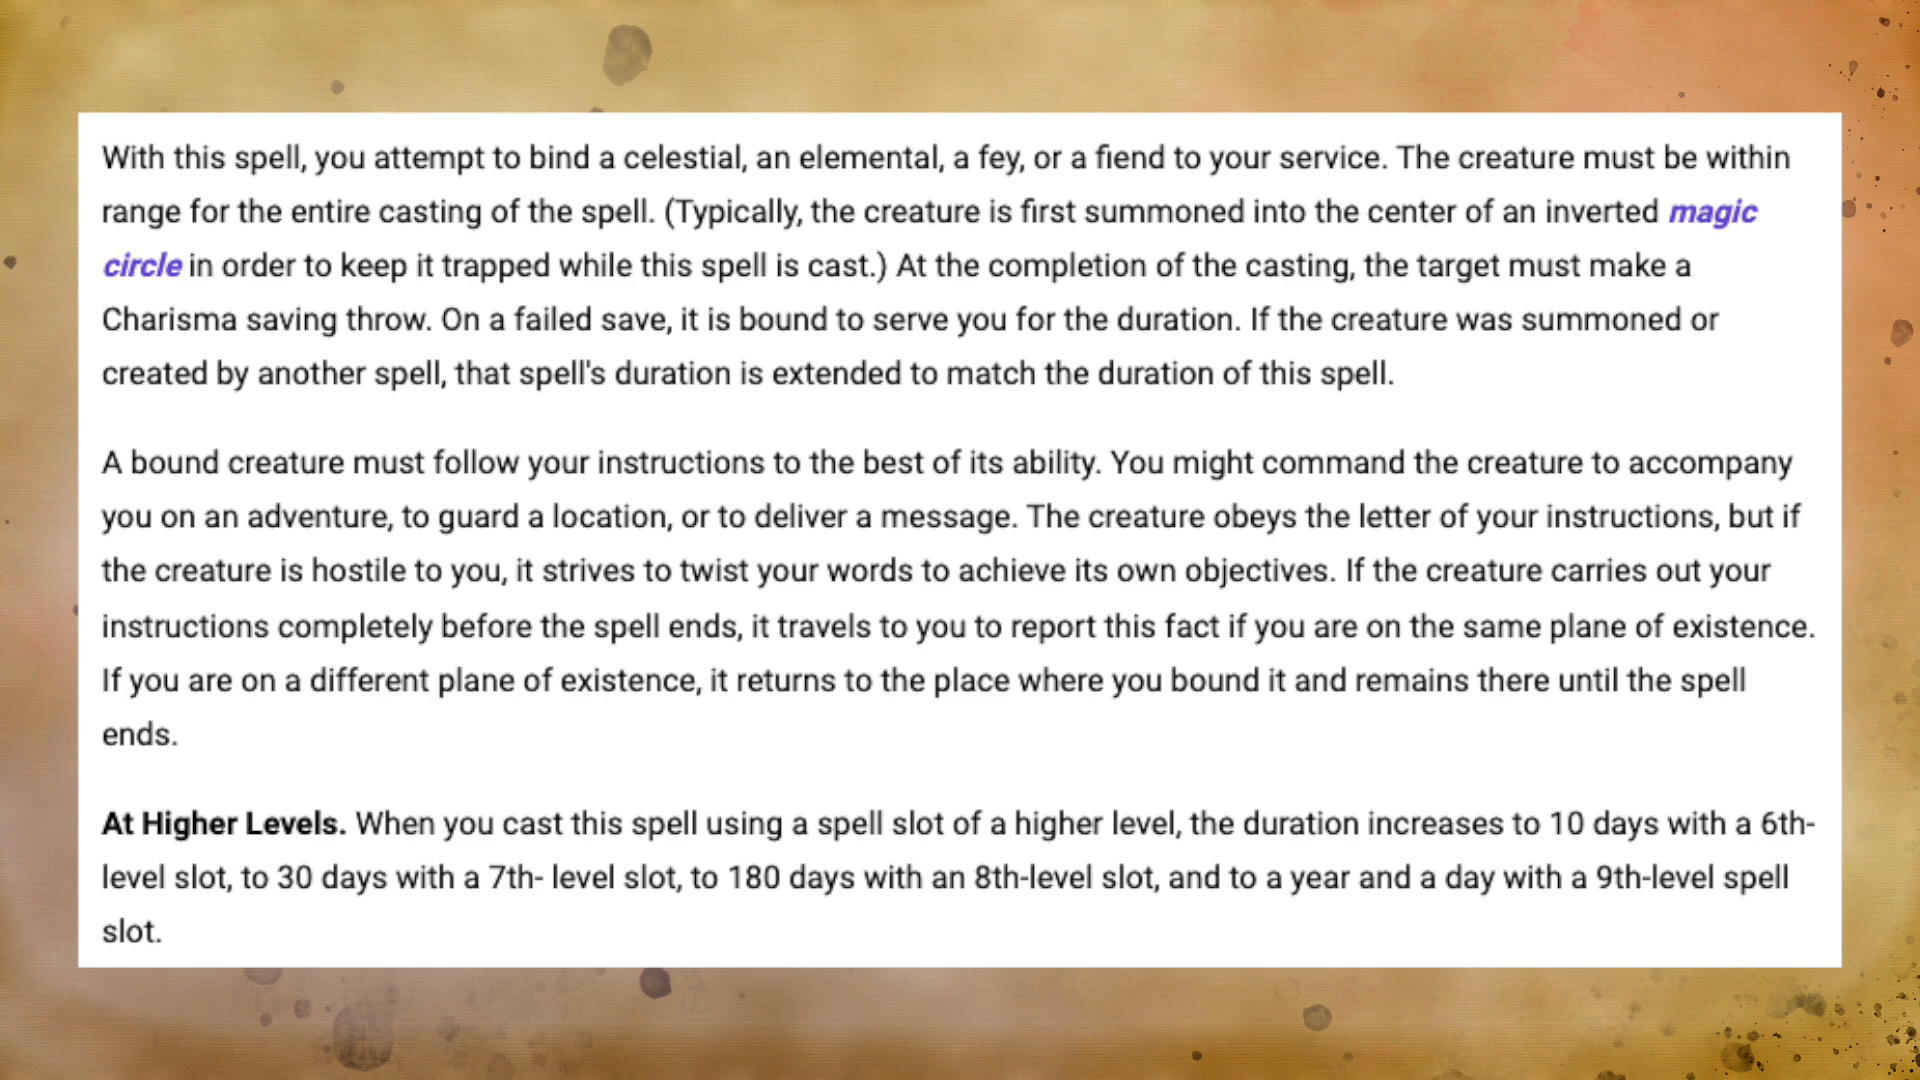 With this spell, you attempt to bind a celestial, an elemental, a fey, or a fiend to your service. The creature must be within
range for the entire casting of the spell. (Typically, the creature is first summoned into the center of an inverted magic
circle in order to keep it trapped while this spell is cast.) At the completion of the casting, the target must make a
Charisma saving throw. On a failed save, it is bound to serve you for the duration. If the creature was summoned or
created by another spell, that spell's duration is extended to match the duration of this spell.
A bound creature must follow your instructions to the best of its ability. You might command the creature to accompany
you on an adventure, to guard a location, or to deliver a message. The creature obeys the letter of your instructions, but if
the creature is hostile to you, it strives to twist your words to achieve its own objectives. If the creature carries out your
instructions completely before the spell ends, it travels to you to report this fact if you are on the same plane of existence.
If you are on a different plane of existence, it returns to the place where you bound it and remains there until the spell
ends.
At Higher Levels. When you cast this spell using a spell slot of a higher level, the duration increases to 10 days with a 6th-
level slot, to 30 days with a 7th- level slot, to 180 days with an 8th-level slot, and to a year and a day with a 9th-level spell
slot.